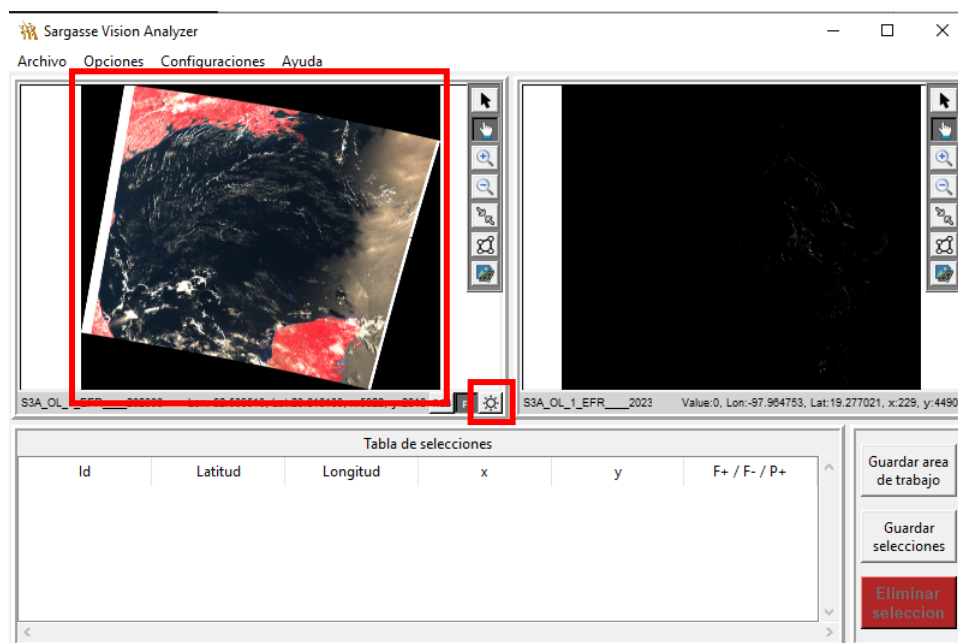 Sargasse Vision Analyzer
Archivo Opciones Configuraciones Ayuda
S3A_OL_1_EFR____2023 Value:0, Lon:-97.964753, Lat:19.277021, x:229, y:4490
Tabla de selecciones
Id Latitud Longitud x y F+ / F- / P+
Guardar area
de trabajo
Guardar
selecciones
Eliminar
seleccion